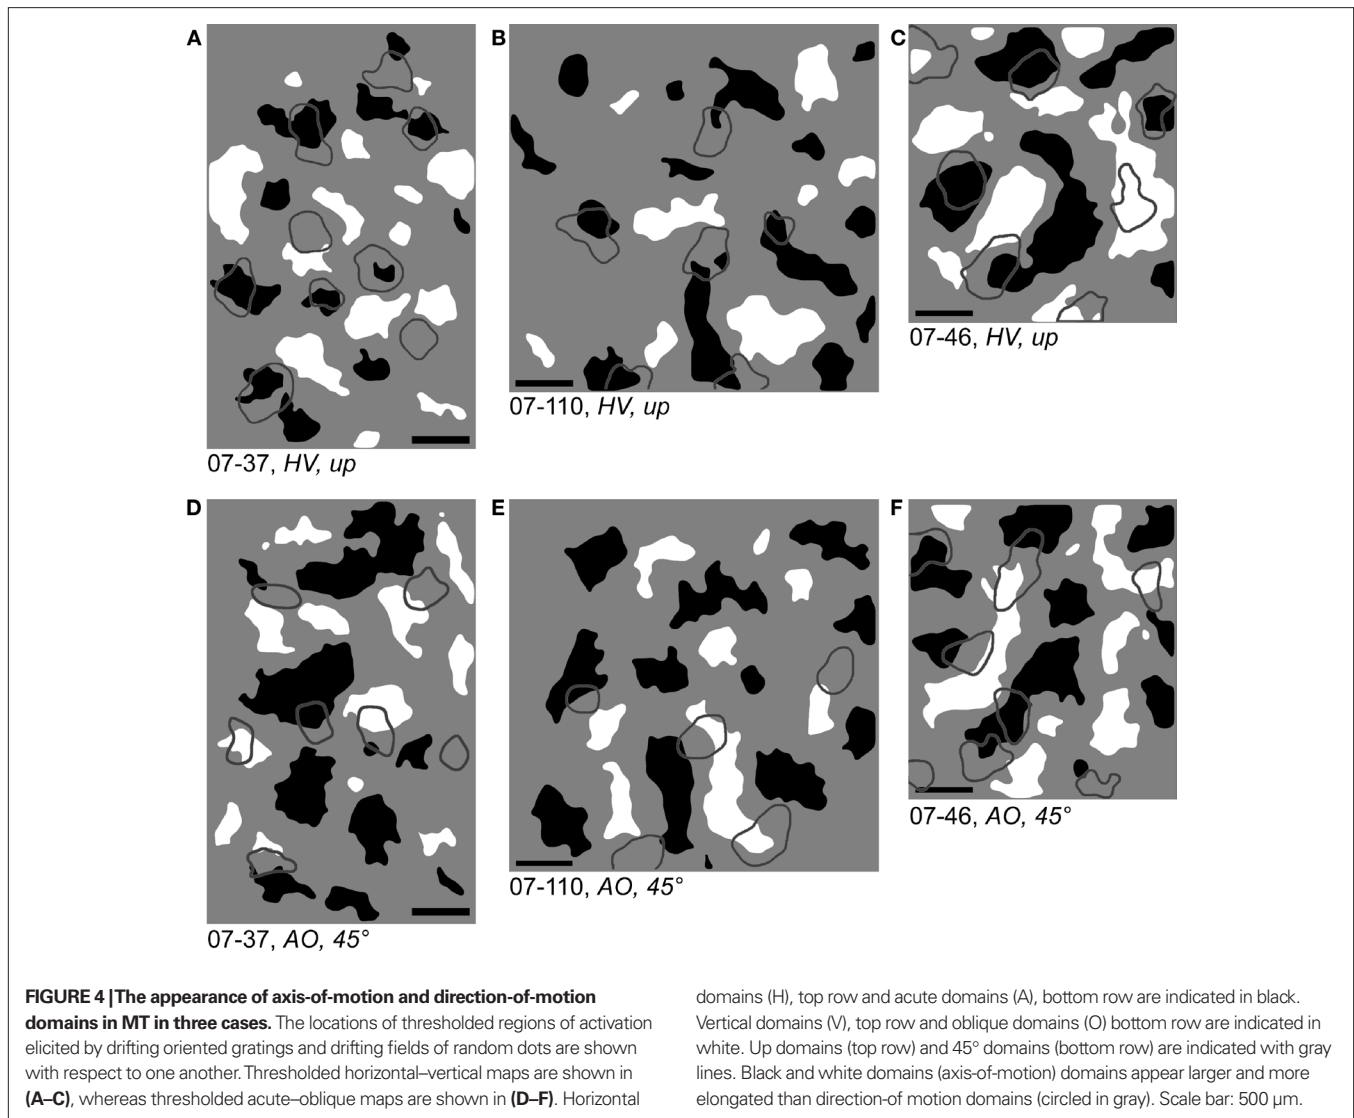 A
B
C
07-37, HV, up
07-110, HV, up
07-46, HV, up
D
E
F
07-37, AO, 45°
07-110, AO, 45°
07-46, AO, 45°
FIGURE 4 | The appearance of axis-of-motion and direction-of-motion
domains in MT in three cases. The locations of thresholded regions of activation
elicited by drifting oriented gratings and drifting fields of random dots are shown
with respect to one another. Thresholded horizontal–vertical maps are shown in
(A–C), whereas thresholded acute–oblique maps are shown in (D–F). Horizontal
domains (H), top row and acute domains (A), bottom row are indicated in black.
Vertical domains (V), top row and oblique domains (O) bottom row are indicated in
white. Up domains (top row) and 45° domains (bottom row) are indicated with gray
lines. Black and white domains (axis-of-motion) domains appear larger and more
elongated than direction-of motion domains (circled in gray). Scale bar: 500 μm.